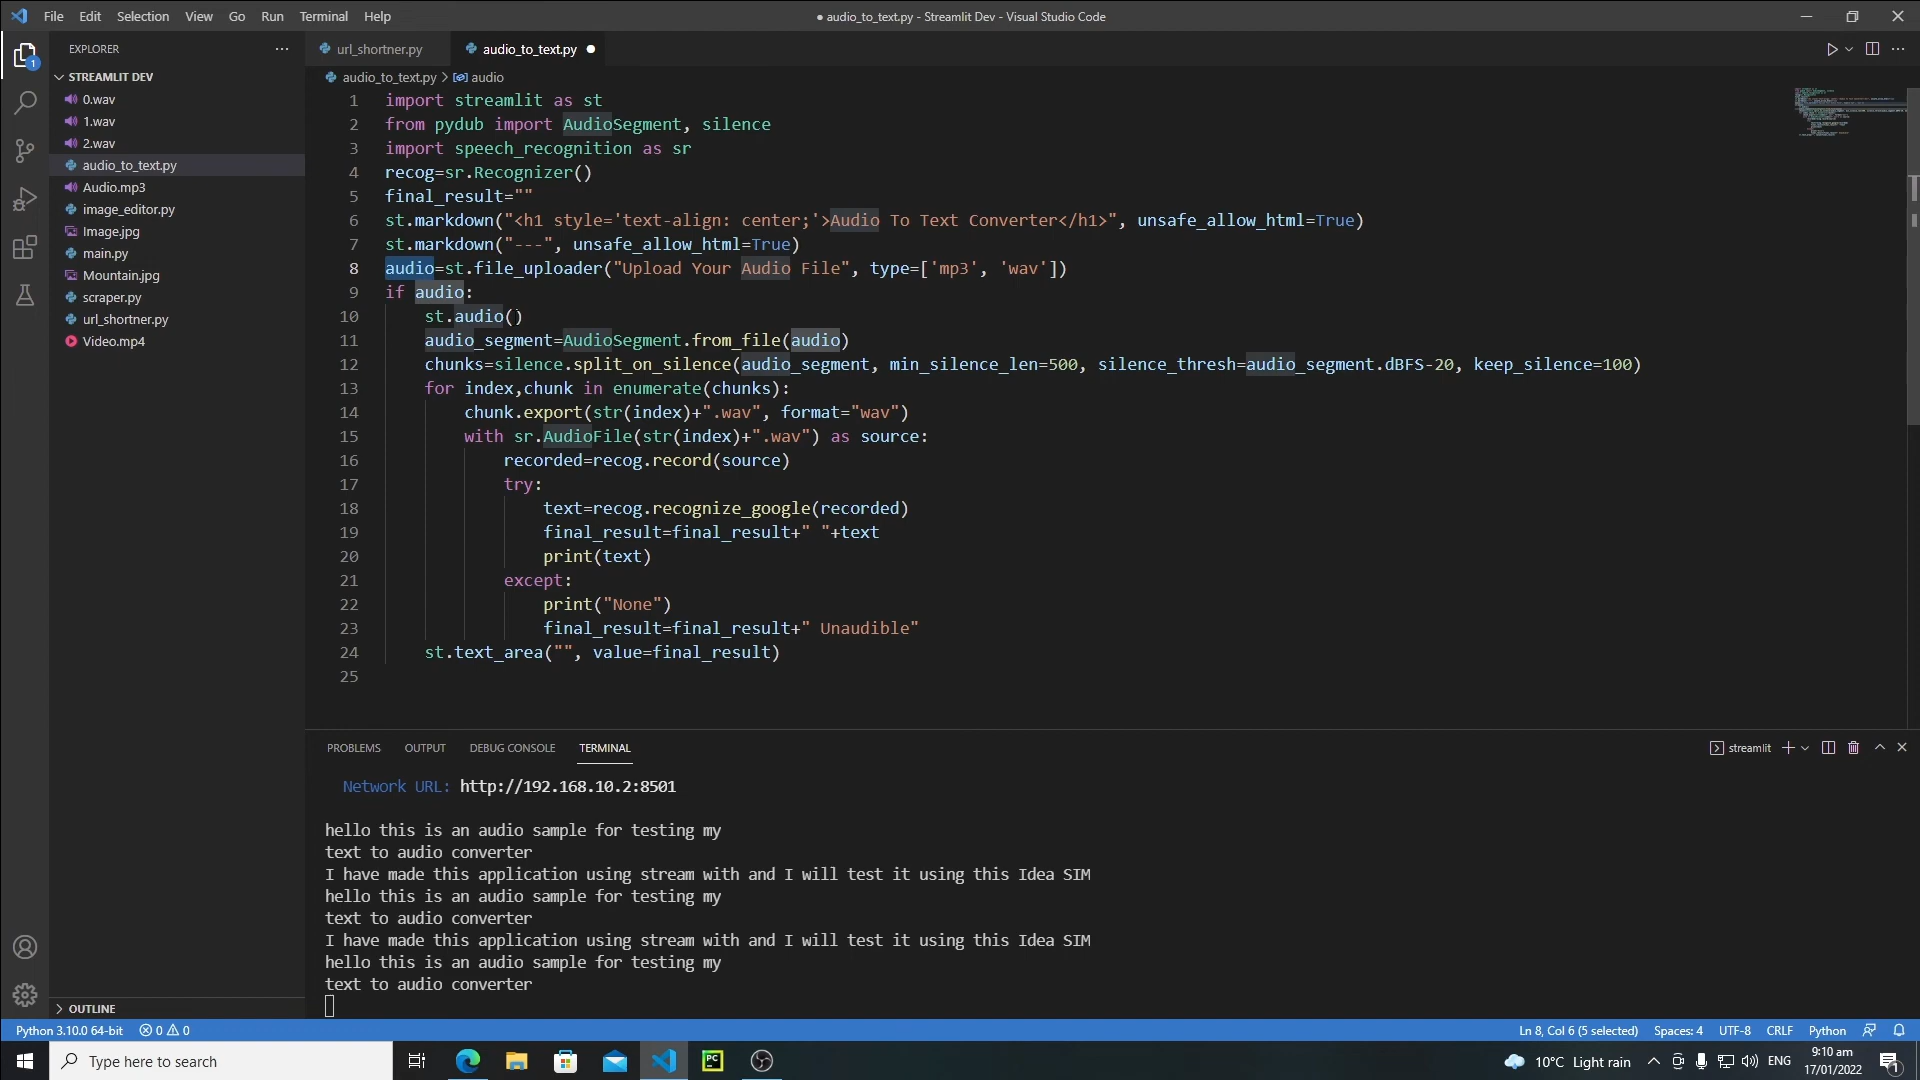 File Edit Selection View Go Run Terminal Help
● audio_to_text.py - Streamlit Dev - Visual Studio Code
EXPLORER
STREAMLIT DEV
0.wav
1.wav
2.wav
audio_to_text.py
Audio.mp3
image_editor.py
Image.jpg
main.py
Mountain.jpg
scraper.py
url_shortner.py
Video.mp4
OUTLINE
1
url_shortner.py audio_to_text.py
audio_to_text.py > audio
1 import streamlit as st
2 from pydub import AudioSegment, silence
3 import speech_recognition as sr
4 recog=sr.Recognizer()
5 final_result=""
6 st.markdown("<h1 style='text-align: center;'>Audio To Text Converter</h1>", unsafe_allow_html=True)
7 st.markdown("---", unsafe_allow_html=True)
8 audio=st.file_uploader("Upload Your Audio File", type=['mp3', 'wav'])
9 if audio:
10 st.audio()
11 audio_segment=AudioSegment.from_file(audio)
12 chunks=silence.split_on_silence(audio_segment, min_silence_len=500, silence_thresh=audio_segment.dBFS-20, keep_silence=100)
13 for index,chunk in enumerate(chunks):
14 chunk.export(str(index)+".wav", format="wav")
15 with sr.AudioFile(str(index)+".wav") as source:
16 recorded=recog.record(source)
17 try:
18 text=recog.recognize_google(recorded)
19 final_result=final_result+" "+text
20 print(text)
21 except:
22 print("None")
23 final_result=final_result+" Unaudible"
24 st.text_area("", value=final_result)
25
PROBLEMS OUTPUT DEBUG CONSOLE TERMINAL
streamlit
Network URL: http://192.168.10.2:8501
hello this is an audio sample for testing my
text to audio converter
I have made this application using stream with and I will test it using this Idea SIM
hello this is an audio sample for testing my
text to audio converter
I have made this application using stream with and I will test it using this Idea SIM
hello this is an audio sample for testing my
text to audio converter
Python 3.10.0 64-bit 0 0
Ln 8, Col 6 (5 selected) Spaces: 4 UTF-8 CRLF Python
Type here to search
PC
10°C Light rain
ENG
9:10 am
17/01/2022
1